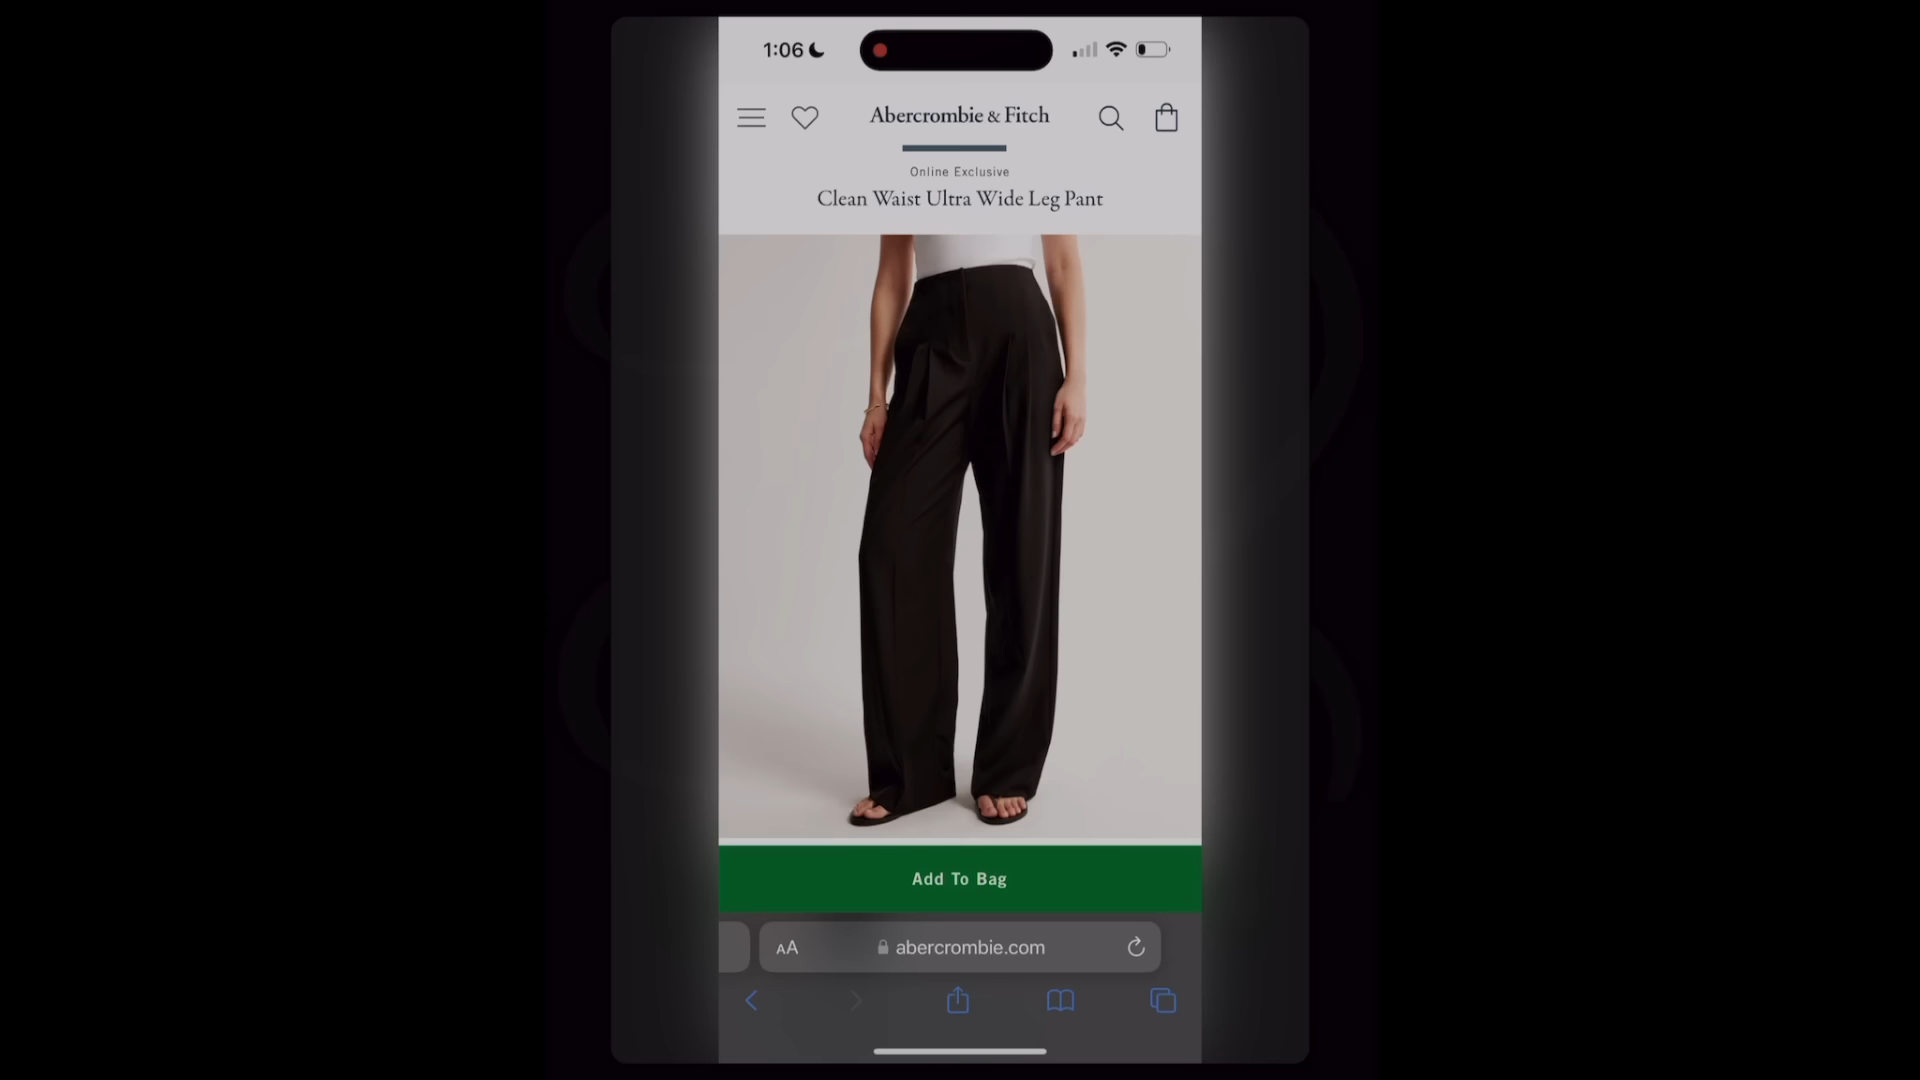 1:06
Abercrombie & Fitch
Online Exclusive
Clean Waist Ultra Wide Leg Pant
Add To Bag
AA
abercrombie.com